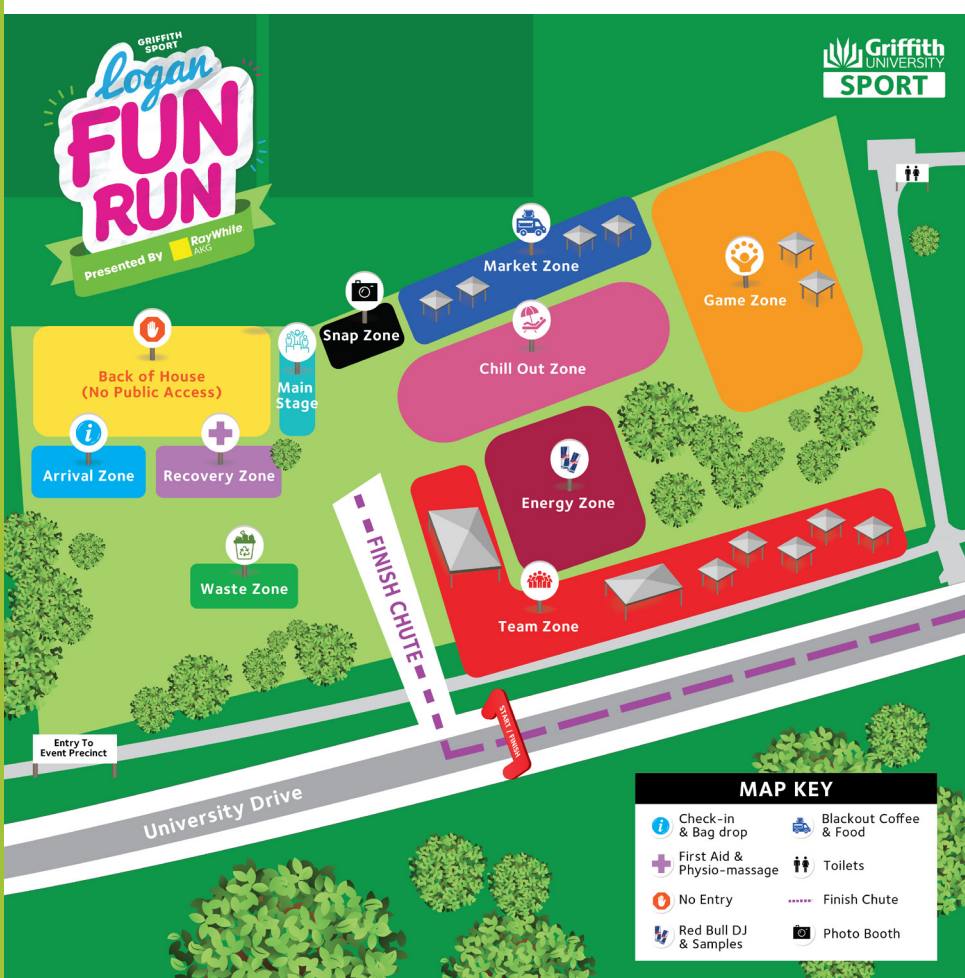 GRIFFITH
SPORT
Logan
FUN
RUN
Presented By RayWhite.
AKG
Griffith
UNIVERSITY
SPORT
Market Zone
Game Zone
Snap Zone
Chill Out Zone
Back of House
(No Public Access)
Main
Stage
Arrival Zone
Recovery Zone
Energy Zone
FINISH CHUTE
Waste Zone
Team Zone
START / FINISH
Entry To
Event Precinct
University Drive
MAP KEY
Check-in
& Bag drop
Blackout Coffee
& Food
First Aid &
Physio-massage
Toilets
No Entry
Finish Chute
Red Bull DJ
& Samples
Photo Booth